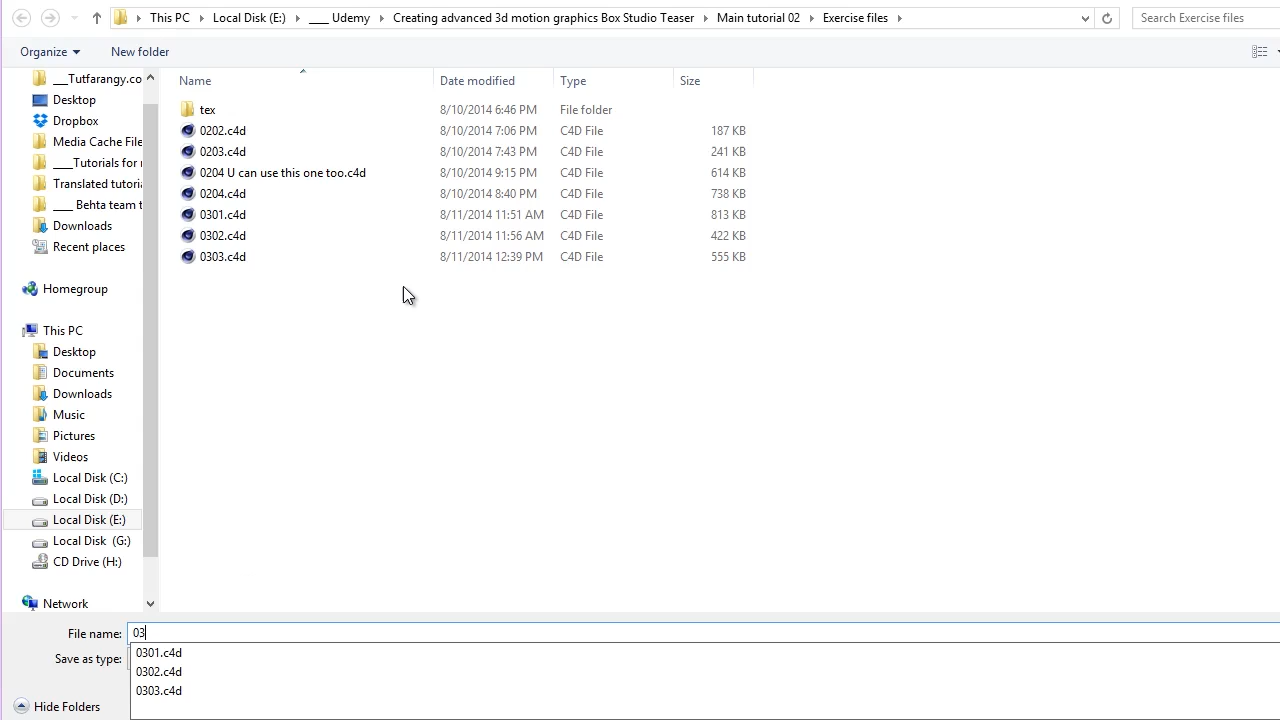 This PC Local Disk (E:) ____ Udemy Creating advanced 3d motion graphics Box Studio Teaser Main tutorial 02 Exercise files Search Exercise files
Organize New folder
Name Date modified Type Size
___Tutfarangy.co
Desktop
Dropbox
Media Cache File
____Tutorials for
Translated tutoria
____ Behta team t
Downloads
Recent places
Homegroup
This PC
Desktop
Documents
Downloads
Music
Pictures
Videos
Local Disk (C:)
Local Disk (D:)
Local Disk (E:)
Local Disk (G:)
CD Drive (H:)
Network
tex 8/10/2014 6:46 PM File folder
0202.c4d 8/10/2014 7:06 PM C4D File 187 KB
0203.c4d 8/10/2014 7:43 PM C4D File 241 KB
0204 U can use this one too.c4d 8/10/2014 9:15 PM C4D File 614 KB
0204.c4d 8/10/2014 8:40 PM C4D File 738 KB
0301.c4d 8/11/2014 11:51 AM C4D File 813 KB
0302.c4d 8/11/2014 11:56 AM C4D File 422 KB
0303.c4d 8/11/2014 12:39 PM C4D File 555 KB
File name: 03
Save as type:
0301.c4d
0302.c4d
0303.c4d
Hide Folders